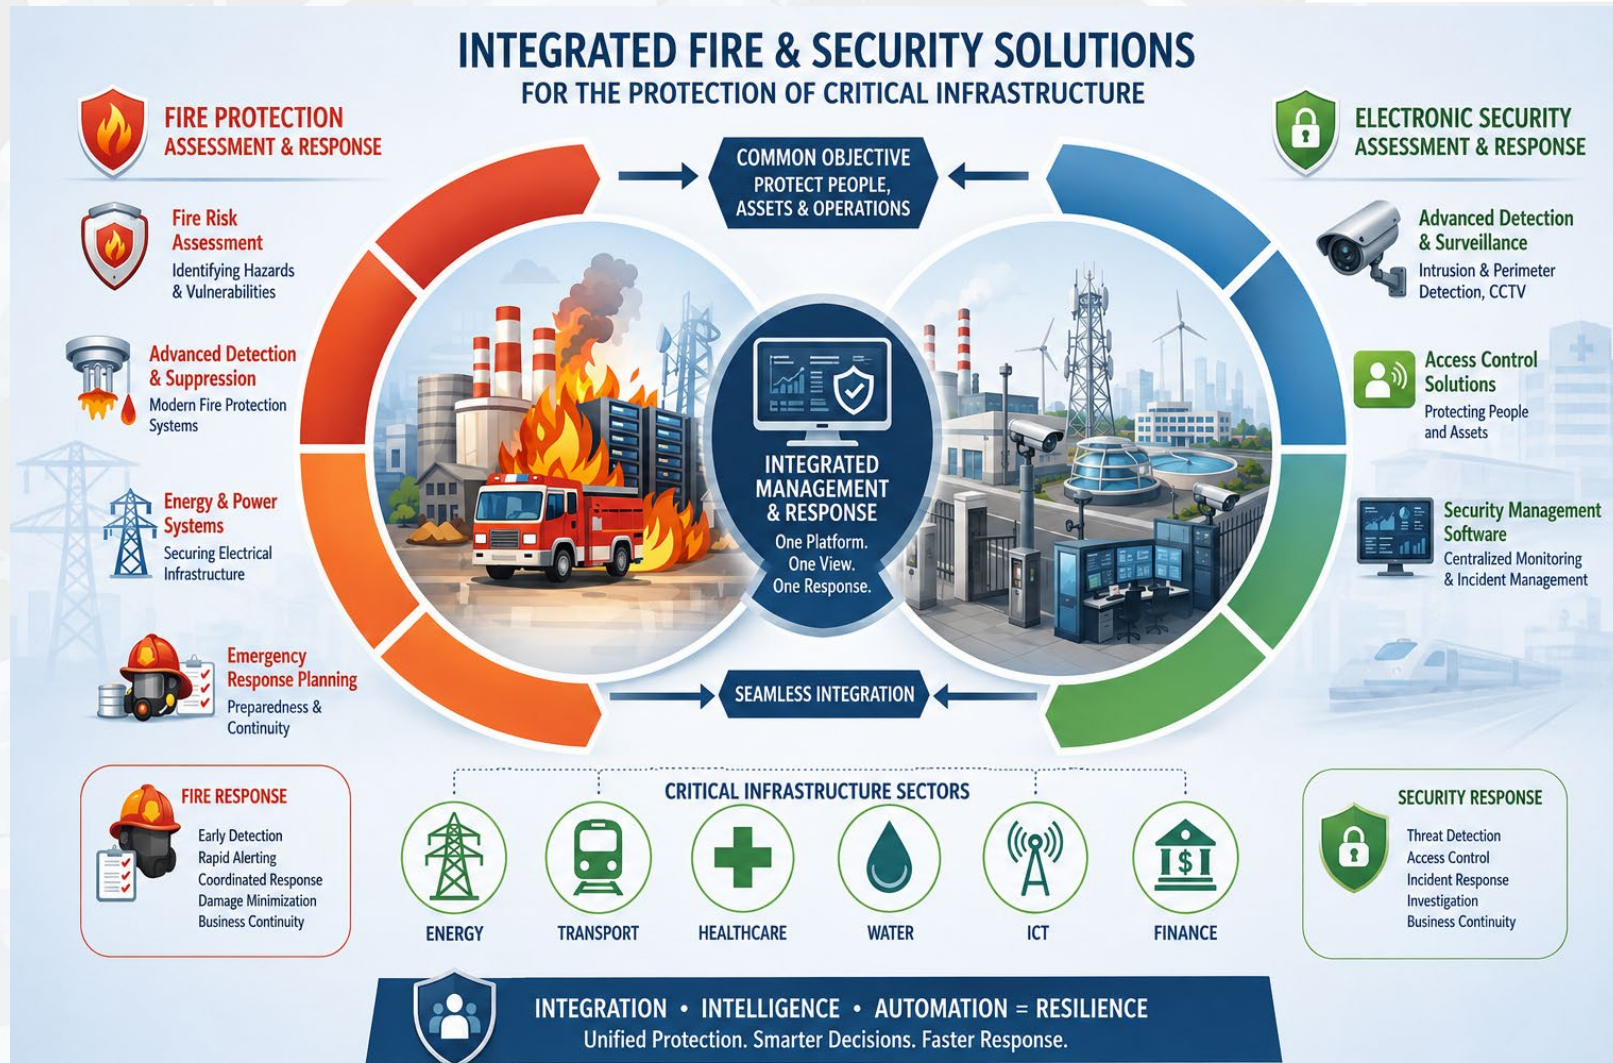 INTEGRATED FIRE & SECURITY SOLUTIONS
FOR THE PROTECTION OF CRITICAL INFRASTRUCTURE
FIRE PROTECTION
ASSESSMENT & RESPONSE
Fire Risk
Assessment
Identifying Hazards
& Vulnerabilities
Advanced Detection
& Suppression
Modern Fire Protection
Systems
Energy & Power
Systems
Securing Electrical
Infrastructure
Emergency
Response Planning
Preparedness &
Continuity
COMMON OBJECTIVE
PROTECT PEOPLE,
ASSETS & OPERATIONS
INTEGRATED
MANAGEMENT
& RESPONSE
One Platform.
One View.
One Response.
SEAMLESS INTEGRATION
ELECTRONIC SECURITY
ASSESSMENT & RESPONSE
Advanced Detection
& Surveillance
Intrusion & Perimeter
Detection, CCTV
Access Control
Solutions
Protecting People
and Assets
Security Management
Software
Centralized Monitoring
& Incident Management
FIRE RESPONSE
Early Detection
Rapid Alerting
Coordinated Response
Damage Minimization
Business Continuity
CRITICAL INFRASTRUCTURE SECTORS
ENERGY
TRANSPORT
HEALTHCARE
WATER
ICT
$
FINANCE
SECURITY RESPONSE
Threat Detection
Access Control
Incident Response
Investigation
Business Continuity
INTEGRATION • INTELLIGENCE • AUTOMATION = RESILIENCE
Unified Protection. Smarter Decisions. Faster Response.